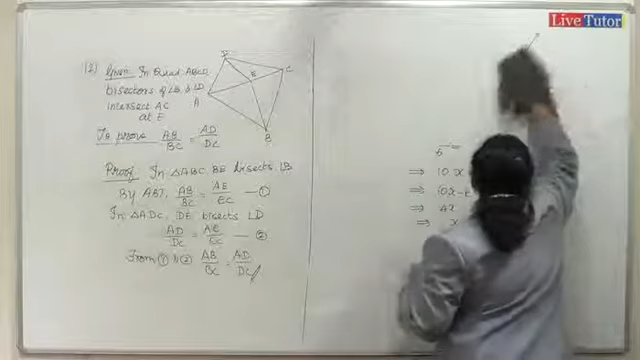 Live Tutor
(3) Given: In Quad ABCD,
bisectors of ∠B & ∠D
intersect AC
at E
To prove AB/BC = AD/DC
D
E
C
A
B
Proof In △ABC, BE bisects ∠B
By ABT, AB/BC = AE/EC — ①
In △ADC, DE bisects ∠D
AD/DC = AE/EC — ②
From ① & ② AB/BC = AD/DC
⇒ 10x
⇒ 10x
⇒ 4x
⇒ x